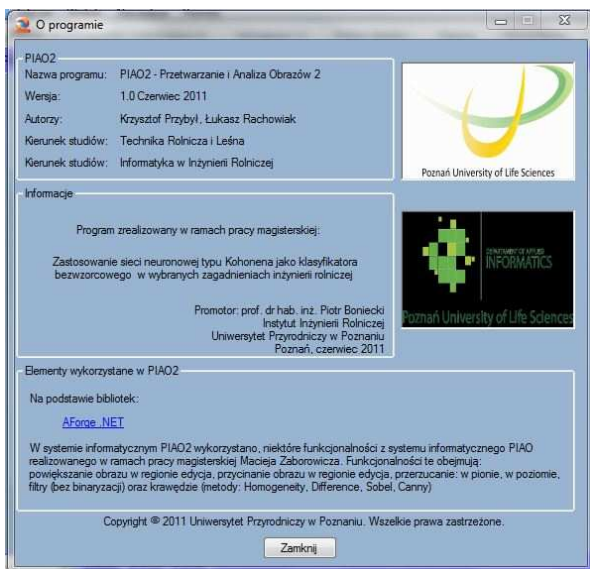 O programie
PIAO2
Nazwa programu: PIAO2 - Przetwarzanie i Analiza Obrazów 2
Wersja: 1.0 Czerwiec 2011
Autorzy: Krzysztof Przybył, Łukasz Rachowiak
Kierunek studiów: Technika Rolnicza i Leśna
Kierunek studiów: Informatyka w Inżynierii Rolniczej
Poznań University of Life Sciences
Informacje
Program zrealizowany w ramach pracy magisterskiej:
Zastosowanie sieci neuronowej typu Kohonena jako klasyfikatora
bezwzorcowego w wybranych zagadnieniach inżynierii rolniczej
Promotor: prof. dr hab. inż. Piotr Boniecki
Instytut Inżynierii Rolniczej
Uniwersytet Przyrodniczy w Poznaniu
Poznań, czerwiec 2011
DEPARTMENT OF APPLIED
INFORMATICS
Poznań University of Life Sciences
Elementy wykorzystane w PIAO2
Na podstawie bibliotek:
AForge .NET
W systemie informatycznym PIAO2 wykorzystano, niektóre funkcjonalności z systemu informatycznego PIAO
realizowanego w ramach pracy magisterskiej Macieja Zaborowicza. Funkcjonalności te obejmują:
powiększanie obrazu w regionie edycja, przycinanie obrazu w regionie edycja, przerzucanie: w pionie, w poziomie,
filtry (bez binaryzacji) oraz krawędzie (metody: Homogeneity, Difference, Sobel, Canny)
Copyright © 2011 Uniwersytet Przyrodniczy w Poznaniu. Wszelkie prawa zastrzeżone.
Zamknij